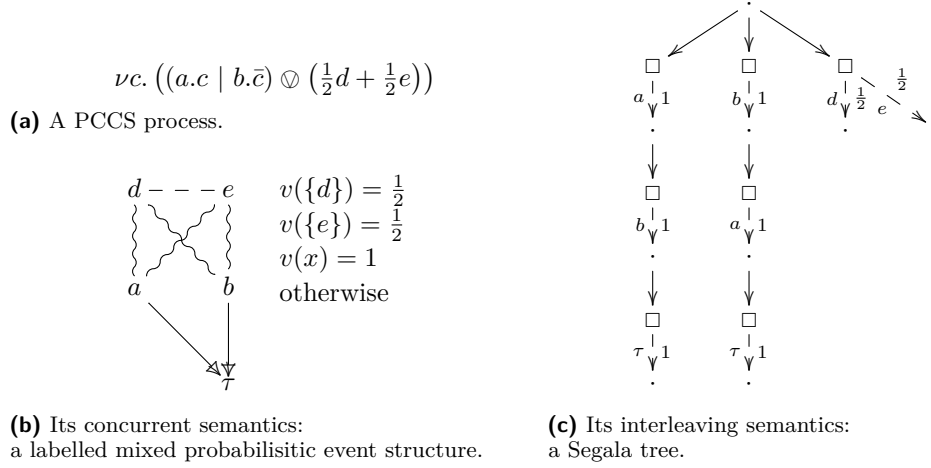 νc. ((a.c | b.c̄) ⦸ (½d + ½e))
(a) A PCCS process.
d e v({d}) = ½
v({e}) = ½
v(x) = 1
a b otherwise
τ
(b) Its concurrent semantics:
a labelled mixed probabilisitic event structure.
□ □ □
½
a 1 b 1 d ½ e
□ □
b 1 a 1
□ □
τ 1 τ 1
(c) Its interleaving semantics:
a Segala tree.